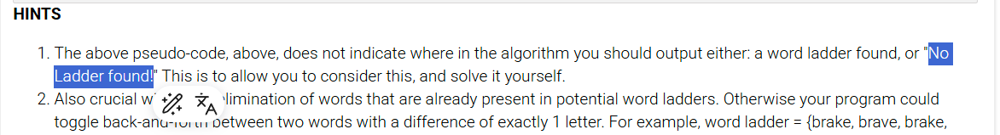 HINTS
1. The above pseudo-code, above, does not indicate where in the algorithm you should output either: a word ladder found, or "No
Ladder found!" This is to allow you to consider this, and solve it yourself.
2. Also crucial limination of words that are already present in potential word ladders. Otherwise your program could
toggle back-and-forth between two words with a difference of exactly 1 letter. For example, word ladder = {brake, brave, brake,